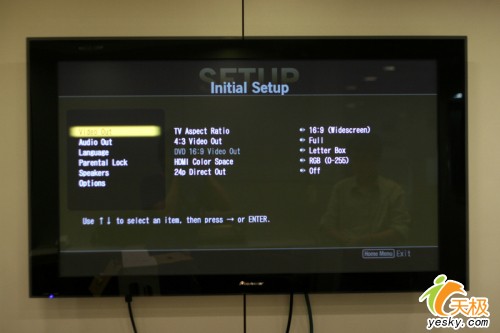 SETUP
Initial Setup
Video Out
Audio Out
Language
Parental Lock
Speakers
Options
TV Aspect Ratio 16:9 (Widescreen)
4:3 Video Out Full
DVD 16:9 Video Out Letter Box
HDMI Color Space RGB (0-255)
24p Direct Out Off
Use ↑↓ to select an item, then press → or ENTER.
Home Menu Exit
Pioneer
天极
yesky.com